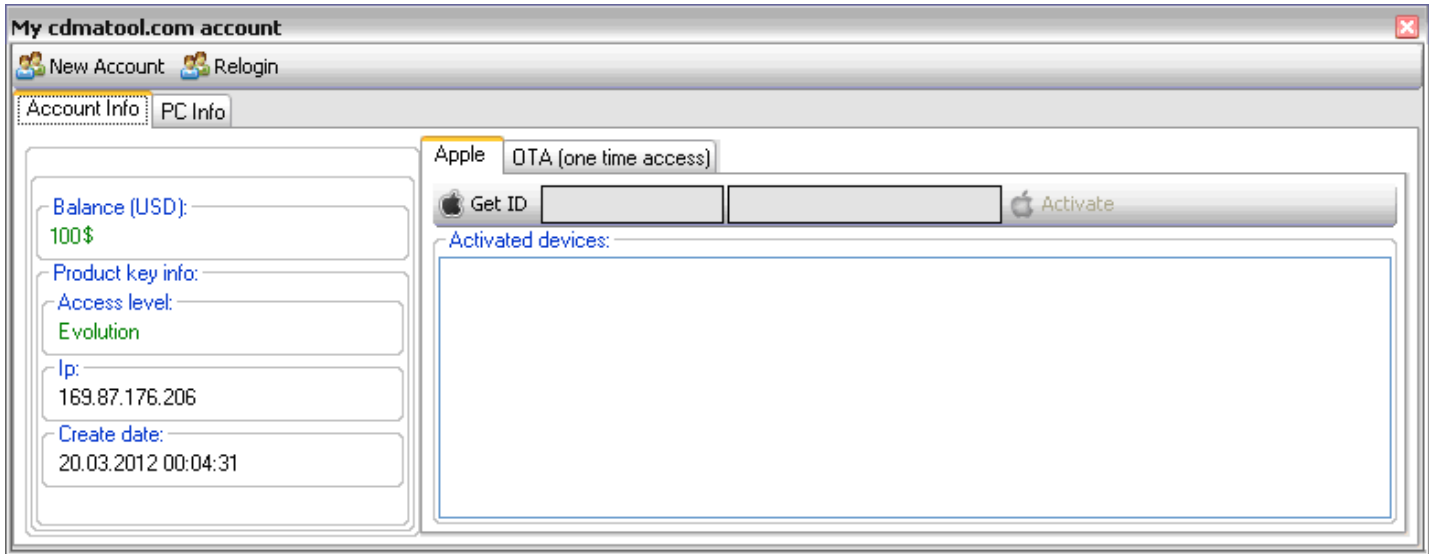 My cdmatool.com account
New Account Relogin
Account Info PC Info
Balance (USD):
100$
Product key info:
Access level:
Evolution
Ip:
169.87.176.206
Create date:
20.03.2012 00:04:31
Apple OTA (one time access)
Get ID Activate
Activated devices: